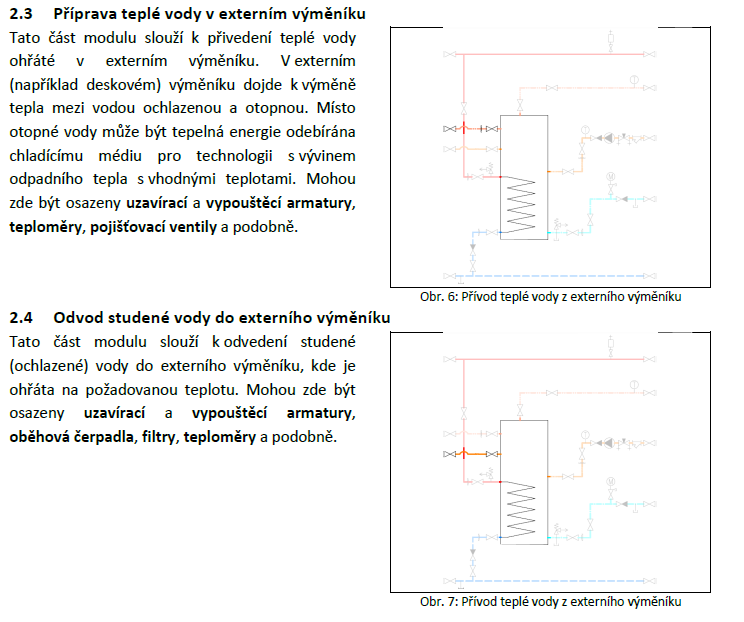 2.3 Příprava teplé vody v externím výměníku
Tato část modulu slouží k přivedení teplé vody
ohřáté v externím výměníku. V externím
(například deskovém) výměníku dojde k výměně
tepla mezi vodou ochlazenou a otopnou. Místo
otopné vody může být tepelná energie odebírána
chladícímu médiu pro technologii s vývinem
odpadního tepla s vhodnými teplotami. Mohou
zde být osazeny uzavírací a vypouštěcí armatury,
teploměry, pojišťovací ventily a podobně.
Obr. 6: Přívod teplé vody z externího výměníku
2.4 Odvod studené vody do externího výměníku
Tato část modulu slouží k odvedení studené
(ochlazené) vody do externího výměníku, kde je
ohřáta na požadovanou teplotu. Mohou zde být
osazeny uzavírací a vypouštěcí armatury,
oběhová čerpadla, filtry, teploměry a podobně.
Obr. 7: Přívod teplé vody z externího výměníku